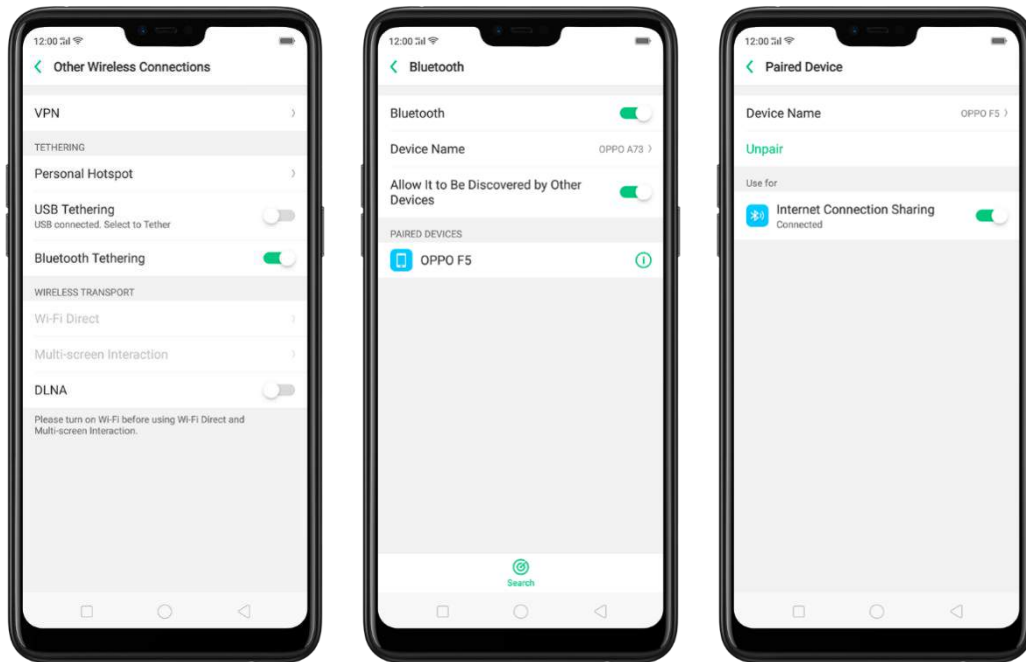 12:00
Other Wireless Connections
VPN
TETHERING
Personal Hotspot
USB Tethering
USB connected. Select to Tether
Bluetooth Tethering
WIRELESS TRANSPORT
Wi-Fi Direct
Multi-screen Interaction
DLNA
Please turn on Wi-Fi before using Wi-Fi Direct and
Multi-screen Interaction.
12:00
Bluetooth
Bluetooth
Device Name OPPO A73
Allow It to Be Discovered by Other
Devices
PAIRED DEVICES
OPPO F5
Search
12:00
Paired Device
Device Name OPPO F5
Unpair
Use for
Internet Connection Sharing
Connected